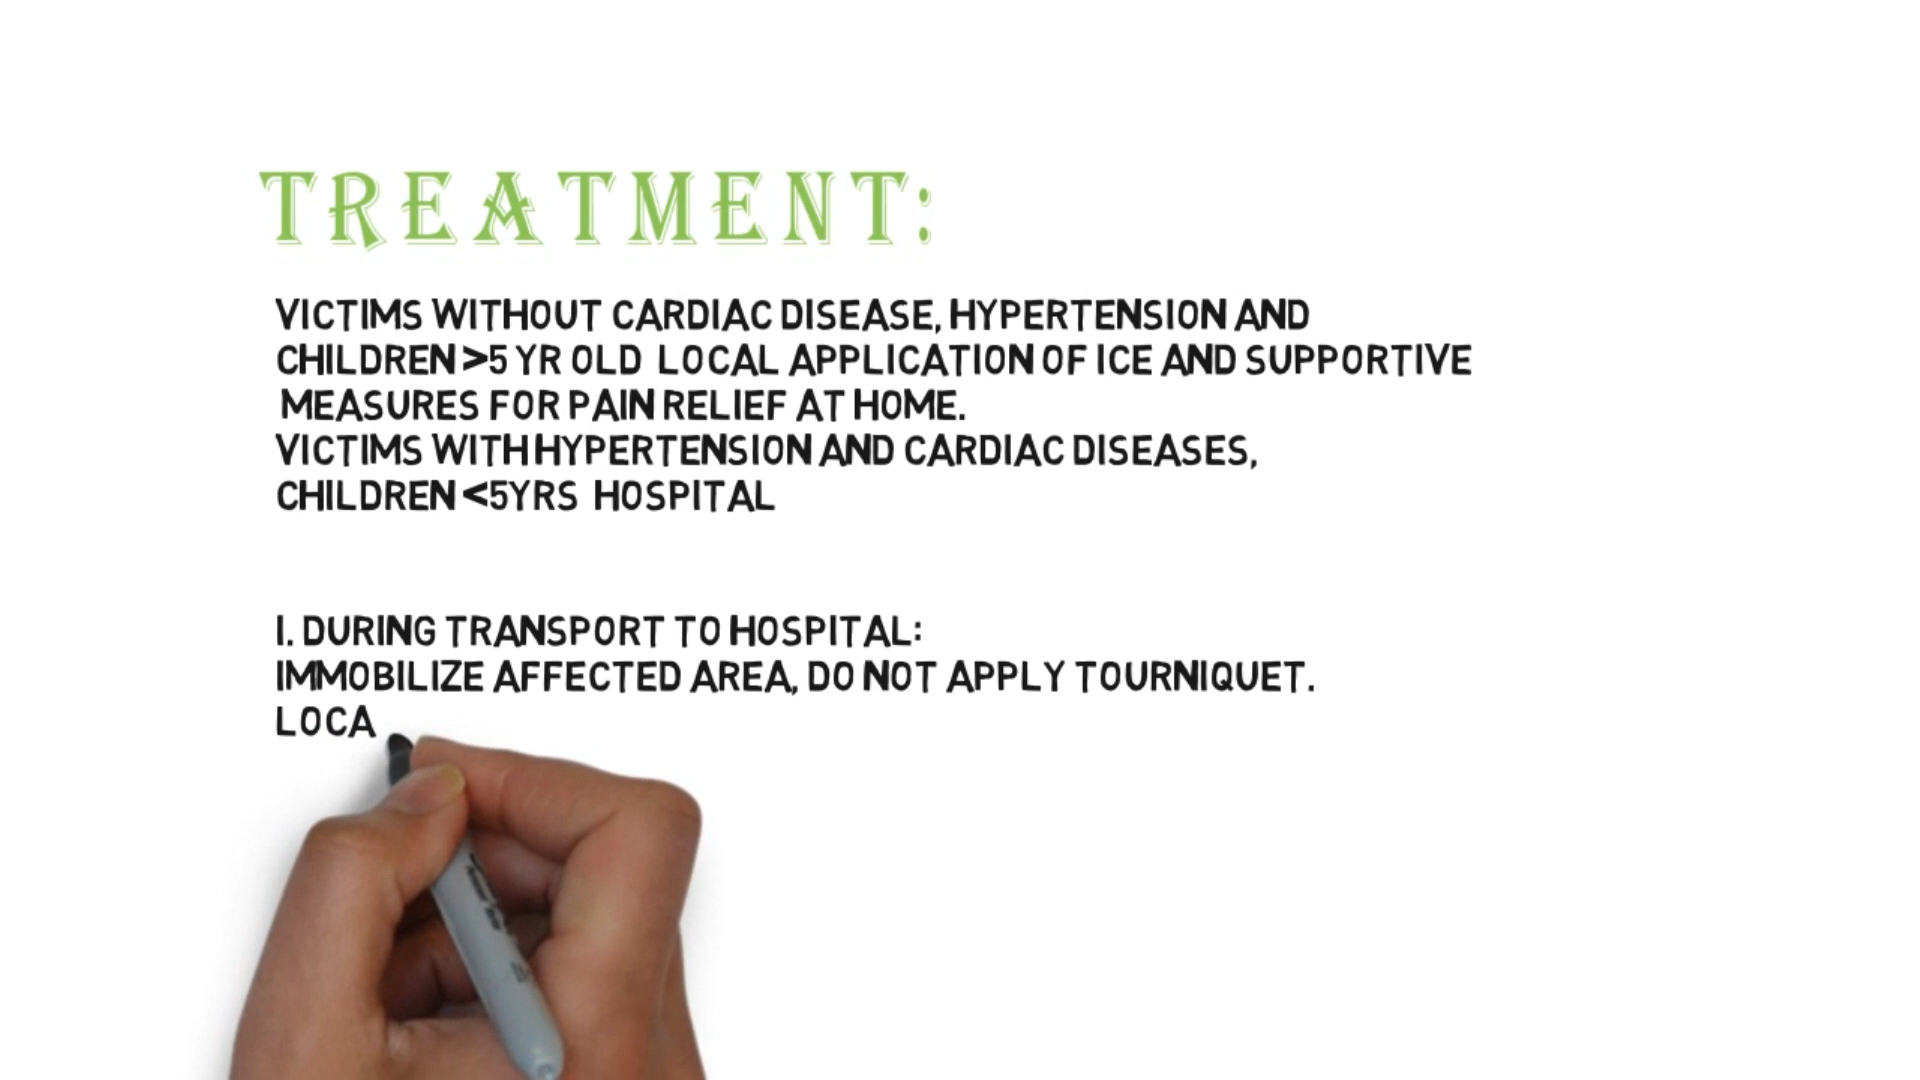 TREATMENT:
VICTIMS WITHOUT CARDIAC DISEASE, HYPERTENSION AND
CHILDREN >5 YR OLD LOCAL APPLICATION OF ICE AND SUPPORTIVE
MEASURES FOR PAIN RELIEF AT HOME.
VICTIMS WITH HYPERTENSION AND CARDIAC DISEASES,
CHILDREN <5YRS HOSPITAL
I. DURING TRANSPORT TO HOSPITAL:
IMMOBILIZE AFFECTED AREA, DO NOT APPLY TOURNIQUET.
LOCA